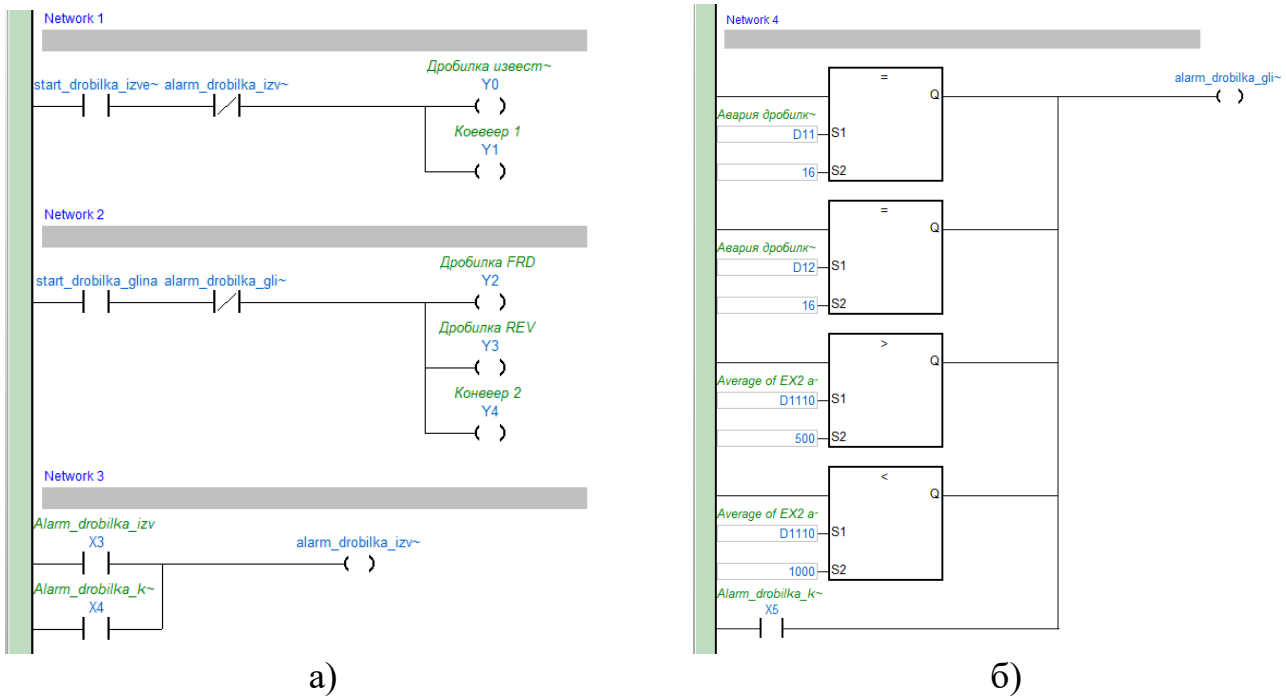 Network 1
Дробилка извест~
start_drobilka_izve~ alarm_drobilka_izv~ Y0
Коевеер 1
Y1
Network 2
Дробилка FRD
start_drobilka_glina alarm_drobilka_gli~ Y2
Дробилка REV
Y3
Конвеер 2
Y4
Network 3
Alarm_drobilka_izv
X3 alarm_drobilka_izv~
Alarm_drobilka_k~
X4
а)
Network 4
= alarm_drobilka_gli~
Q
Авария дробилк~
D11 S1
16 S2
=
Q
Авария дробилк~
D12 S1
16 S2
>
Q
Average of EX2 a~
D1110 S1
500 S2
<
Q
Average of EX2 a~
D1110 S1
1000 S2
Alarm_drobilka_k~
X5
б)